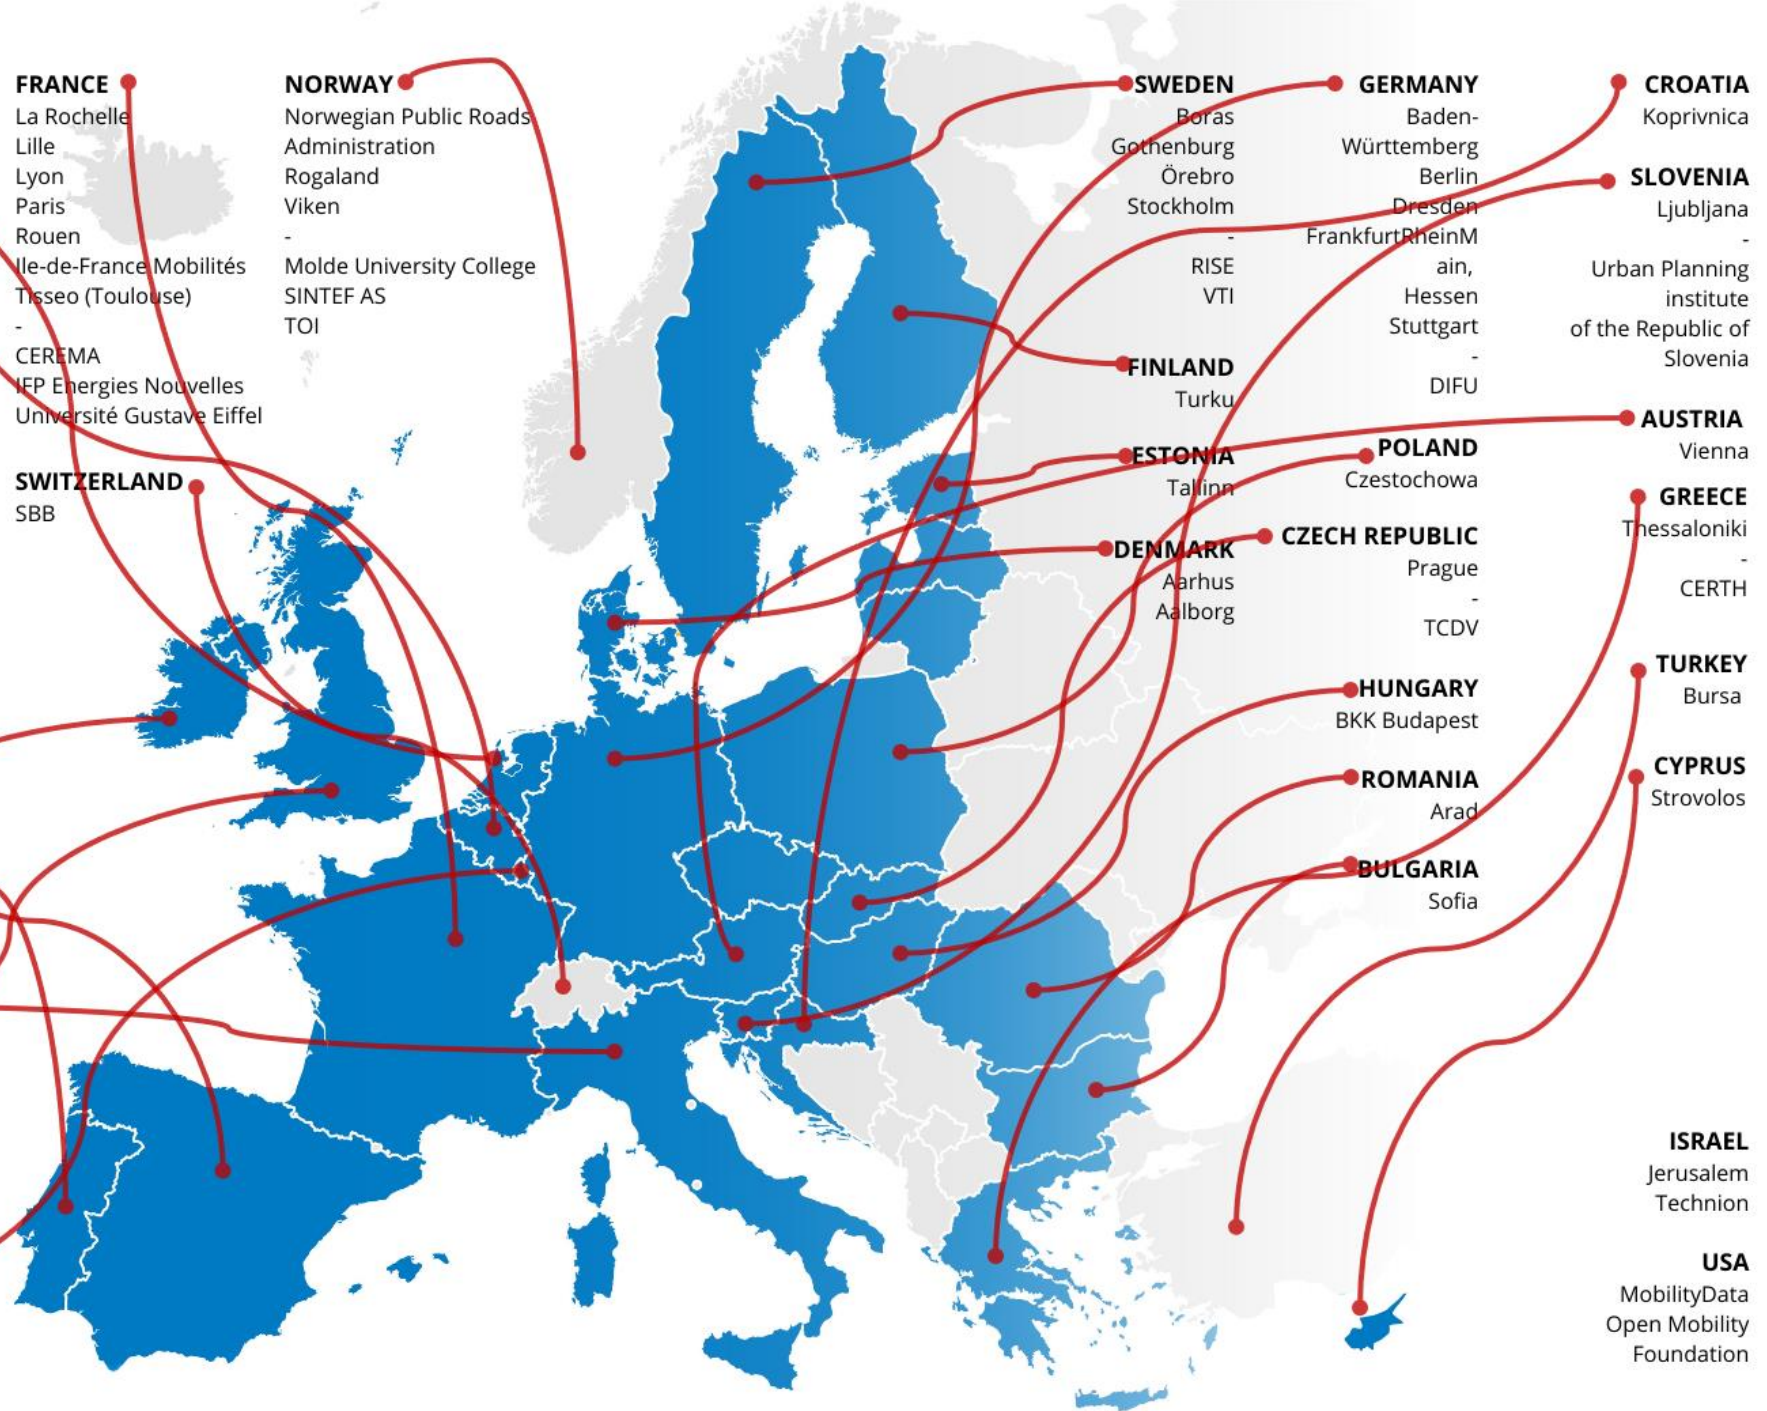 FRANCE
La Rochelle
Lille
Lyon
Paris
Rouen
Ile-de-France Mobilités
Tisseo (Toulouse)
-
CEREMA
IFP Energies Nouvelles
Université Gustave Eiffel
SWITZERLAND
SBB
NORWAY
Norwegian Public Roads
Administration
Rogaland
Viken
-
Molde University College
SINTEF AS
TOI
SWEDEN
Boras
Gothenburg
Örebro
Stockholm
-
RISE
VTI
FINLAND
Turku
ESTONIA
Tallinn
DENMARK
Aarhus
Aalborg
GERMANY
Baden-
Württemberg
Berlin
Dresden
FrankfurtRheinM
ain,
Hessen
Stuttgart
-
DIFU
POLAND
Czestochowa
CZECH REPUBLIC
Prague
-
TCDV
HUNGARY
BKK Budapest
ROMANIA
Arad
BULGARIA
Sofia
CROATIA
Koprivnica
SLOVENIA
Ljubljana
-
Urban Planning
institute
of the Republic of
Slovenia
AUSTRIA
Vienna
GREECE
Thessaloniki
-
CERTH
TURKEY
Bursa
CYPRUS
Strovolos
ISRAEL
Jerusalem
Technion
USA
MobilityData
Open Mobility
Foundation